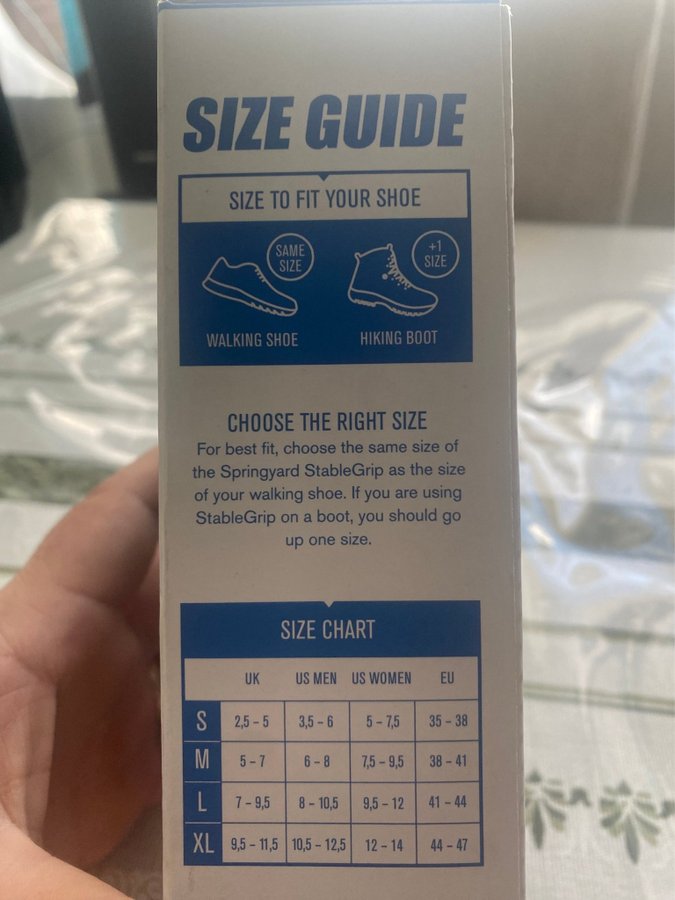 SIZE GUIDE
SIZE TO FIT YOUR SHOE
SAME
SIZE
+1
SIZE
WALKING SHOE
HIKING BOOT
CHOOSE THE RIGHT SIZE
For best fit, choose the same size of
the Springyard StableGrip as the size
of your walking shoe. If you are using
StableGrip on a boot, you should go
up one size.
SIZE CHART
UK US MEN US WOMEN EU
S 2,5 – 5 3,5 – 6 5 – 7,5 35 – 38
M 5 – 7 6 – 8 7,5 – 9,5 38 – 41
L 7 – 9,5 8 – 10,5 9,5 – 12 41 – 44
XL 9,5 – 11,5 10,5 – 12,5 12 – 14 44 – 47